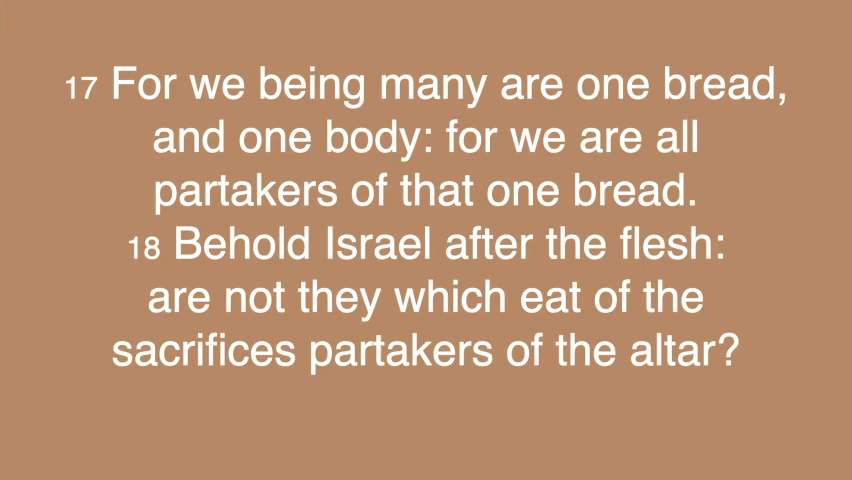 17 For we being many are one bread,
and one body: for we are all
partakers of that one bread.
18 Behold Israel after the flesh:
are not they which eat of the
sacrifices partakers of the altar?